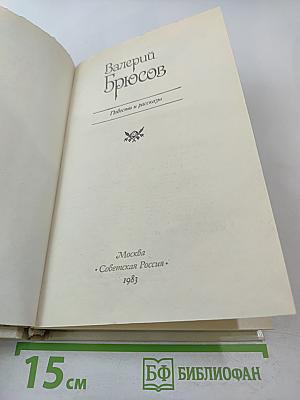 Валерий
Брюсов
Повести и рассказы
Москва
• Советская Россия •
1983
15 см
БФ БИБЛИОФАН